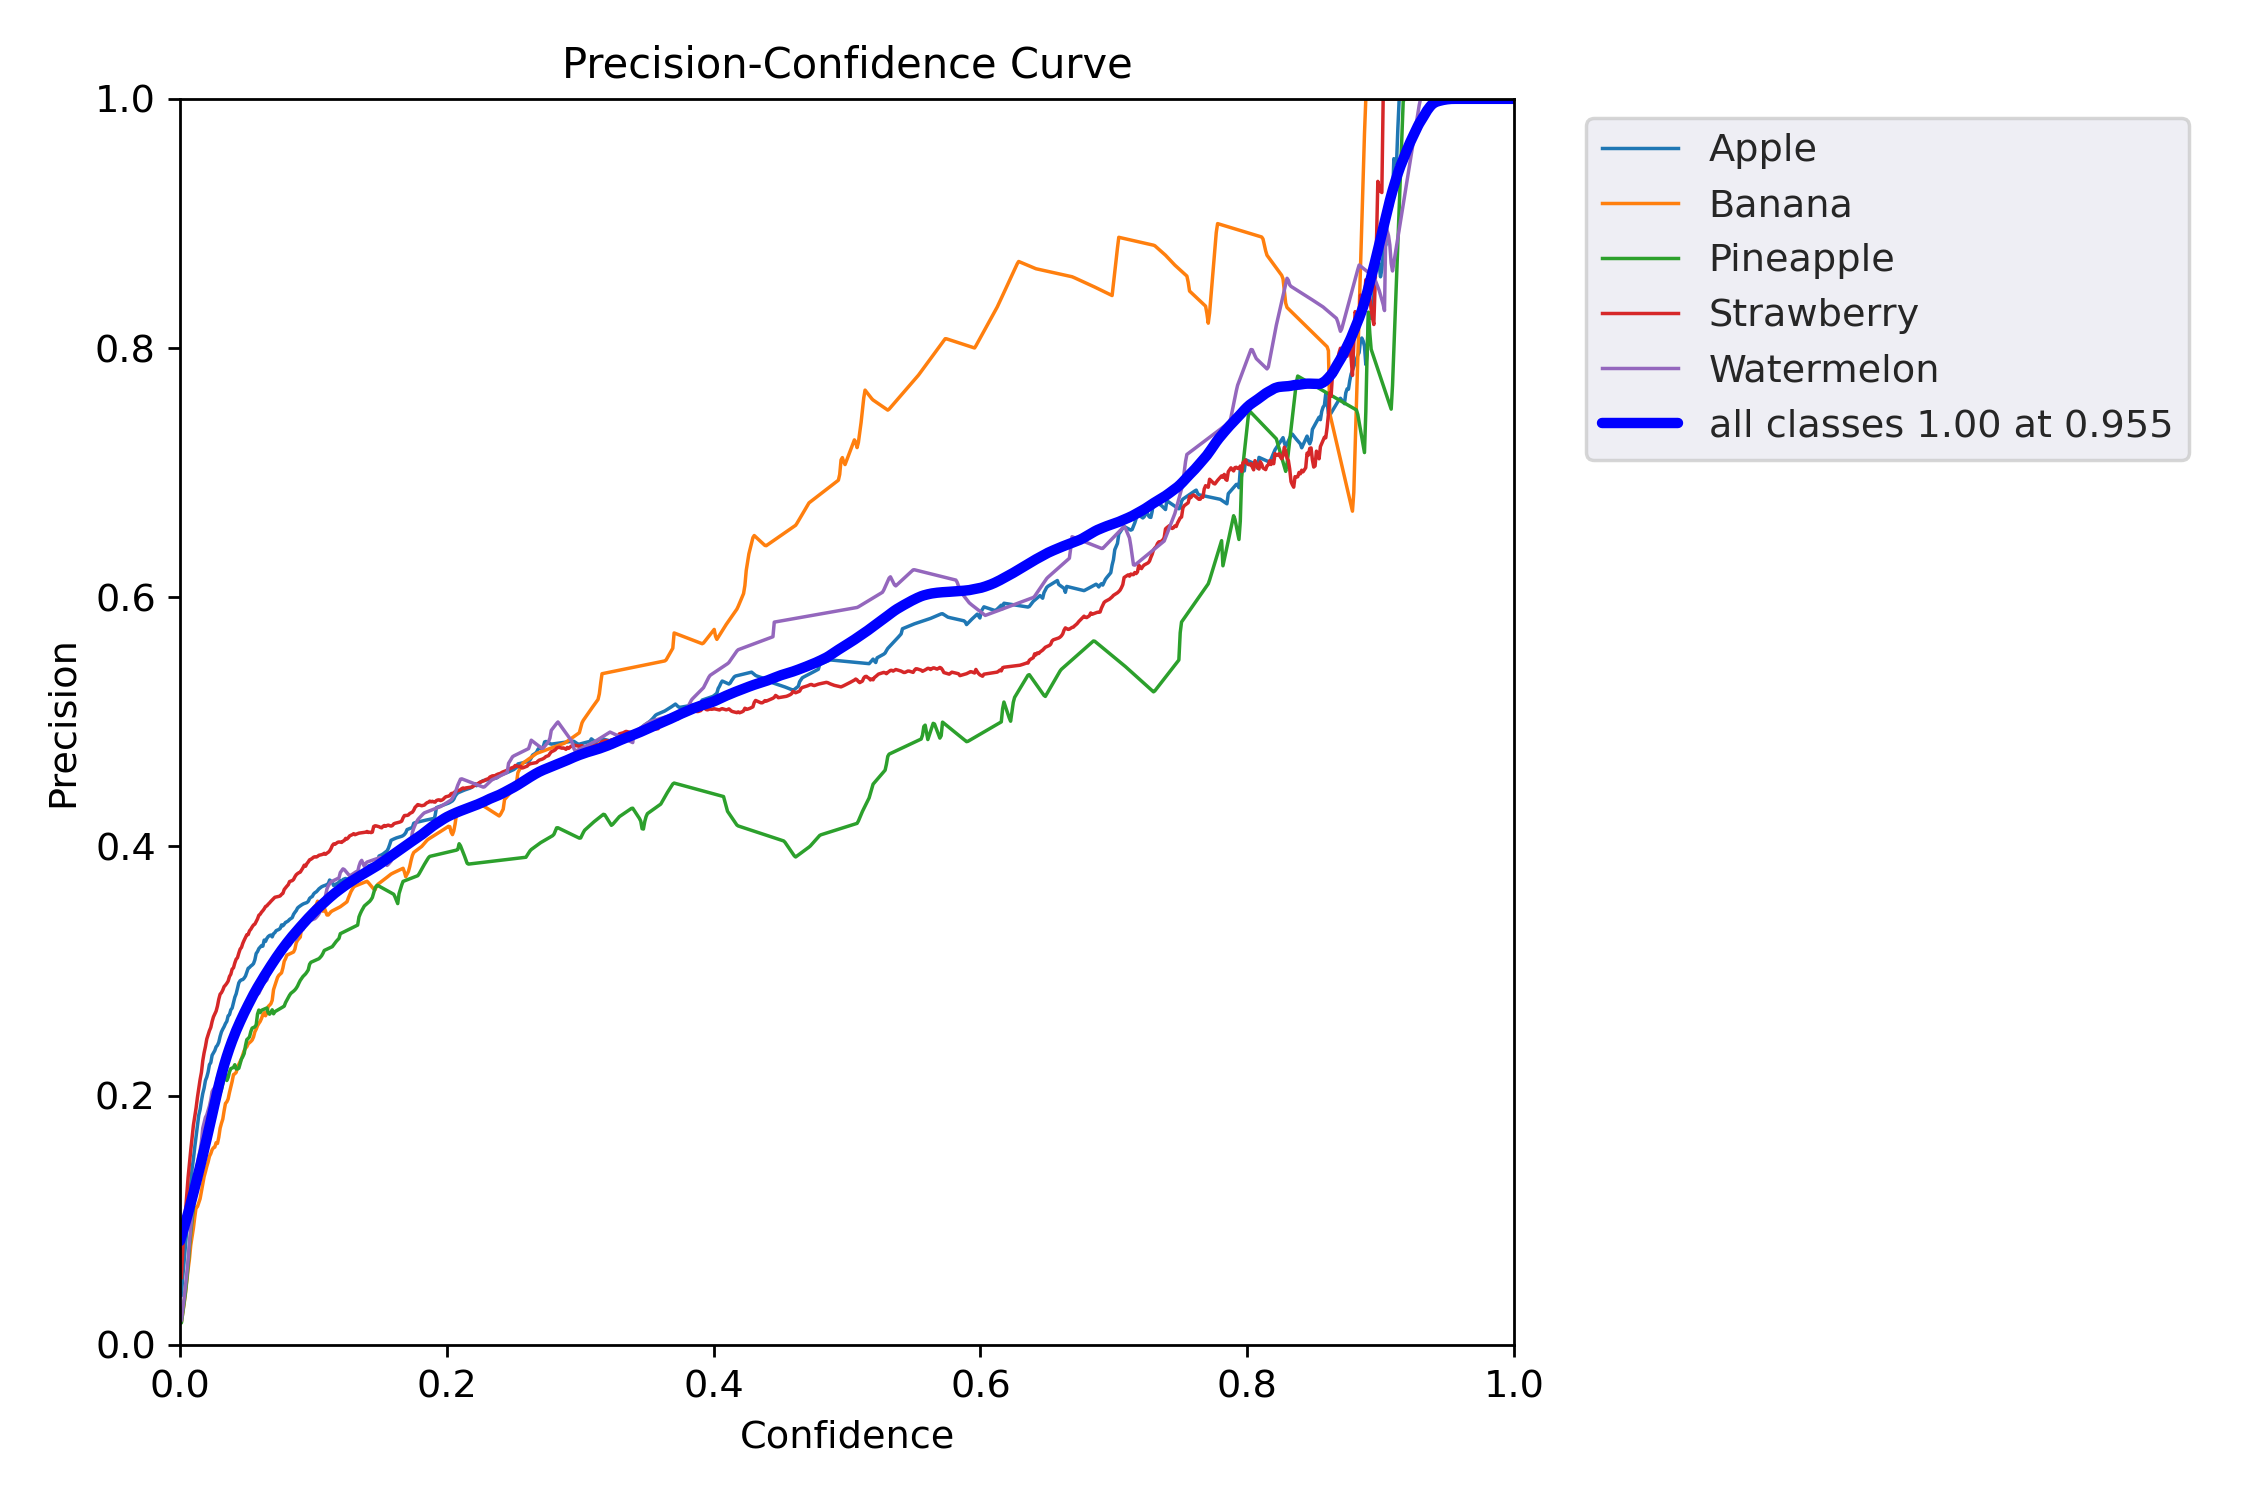 Precision-Confidence Curve
1.0
0.8
0.6
0.4
0.2
0.0
Precision
0.0 0.2 0.4 0.6 0.8 1.0
Confidence
Apple
Banana
Pineapple
Strawberry
Watermelon
all classes 1.00 at 0.955